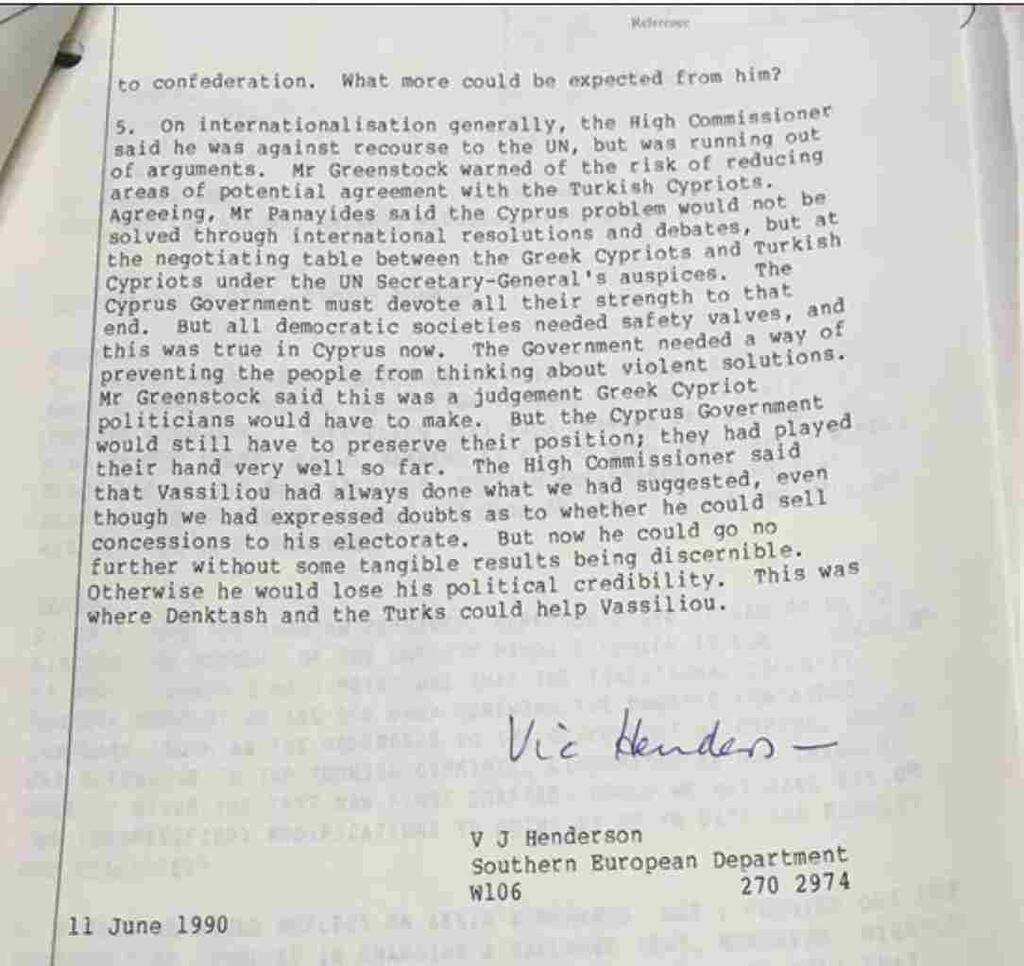 Reference
to confederation. What more could be expected from him?
5. On internationalisation generally, the High Commissioner
said he was against recourse to the UN, but was running out
of arguments. Mr Greenstock warned of the risk of reducing
areas of potential agreement with the Turkish Cypriots.
Agreeing, Mr Panayides said the Cyprus problem would not be
solved through international resolutions and debates, but at
the negotiating table between the Greek Cypriots and Turkish
Cypriots under the UN Secretary-General's auspices. The
Cyprus Government must devote all their strength to that
end. But all democratic societies needed safety valves, and
this was true in Cyprus now. The Government needed a way of
preventing the people from thinking about violent solutions.
Mr Greenstock said this was a judgement Greek Cypriot
politicians would have to make. But the Cyprus Government
would still have to preserve their position; they had played
their hand very well so far. The High Commissioner said
that Vassiliou had always done what we had suggested, even
though we had expressed doubts as to whether he could sell
concessions to his electorate. But now he could go no
further without some tangible results being discernible.
Otherwise he would lose his political credibility. This was
where Denktash and the Turks could help Vassiliou.
Vic Henderson
V J Henderson
Southern European Department
W106 270 2974
11 June 1990